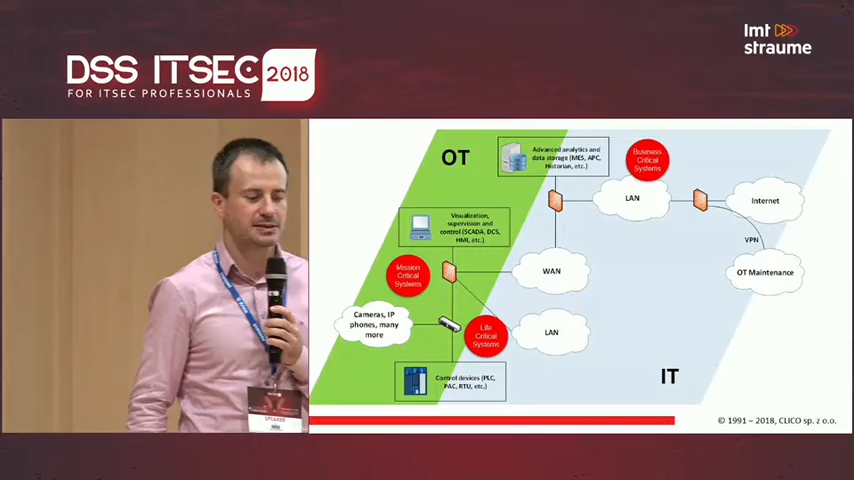 lmt
straume
DSS ITSEC 2018
FOR ITSEC PROFESSIONALS
OT
Advanced analytics and
data storage (MES, APC,
Historian, etc.)
Business
Critical
Systems
LAN
Internet
Visualization,
supervision and
control (SCADA, DCS,
HMI, etc.)
VPN
Mission
Critical
Systems
WAN
OT Maintenance
Cameras, IP
phones, many
more
Life
Critical
Systems
LAN
Control devices (PLC,
PAC, RTU, etc.)
IT
SPEAKER
© 1991 – 2018, CLICO sp. z o.o.